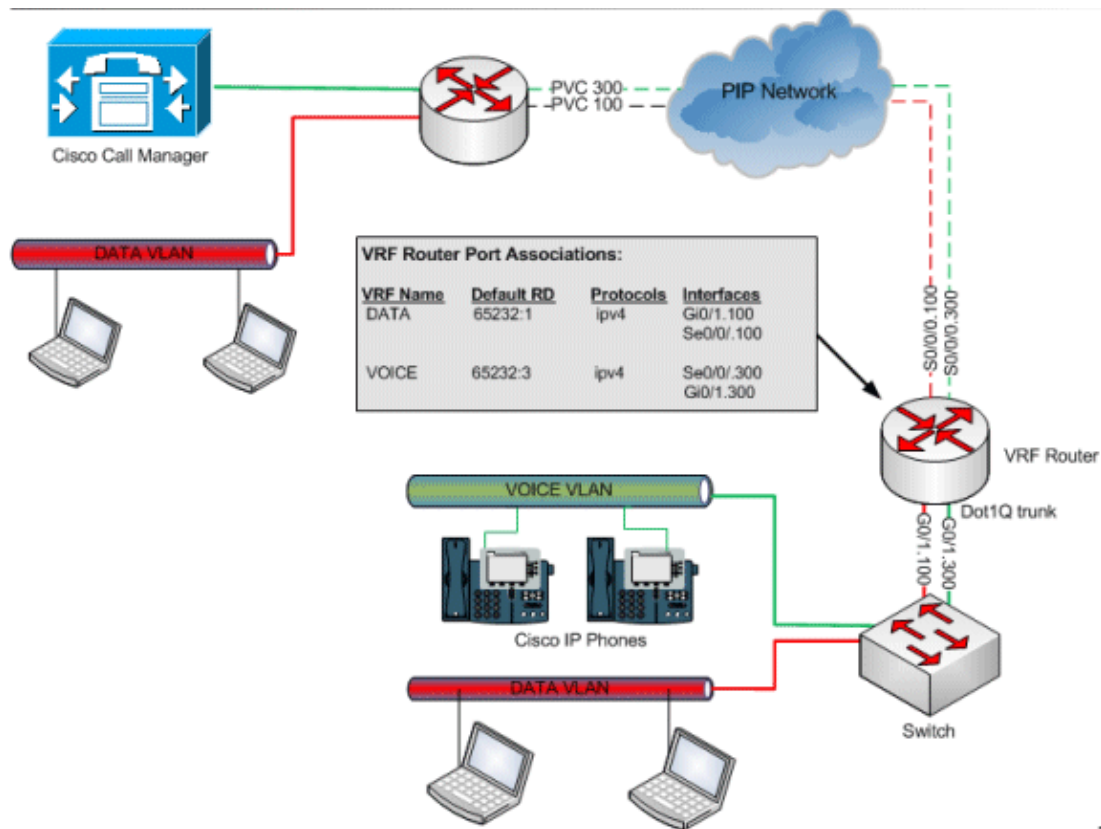 Cisco Call Manager
PVC 300
PVC 100
PIP Network
DATA VLAN
VRF Router Port Associations:
VRF Name Default RD Protocols Interfaces
DATA 65232:1 ipv4 Gi0/1.100
Se0/0/.100
VOICE 65232:3 ipv4 Se0/0/.300
Gi0/1.300
S0/0/0.100
S0/0/0.300
VRF Router
Dot1Q trunk
G0/1.100
G0/1.300
VOICE VLAN
Cisco IP Phones
DATA VLAN
Switch